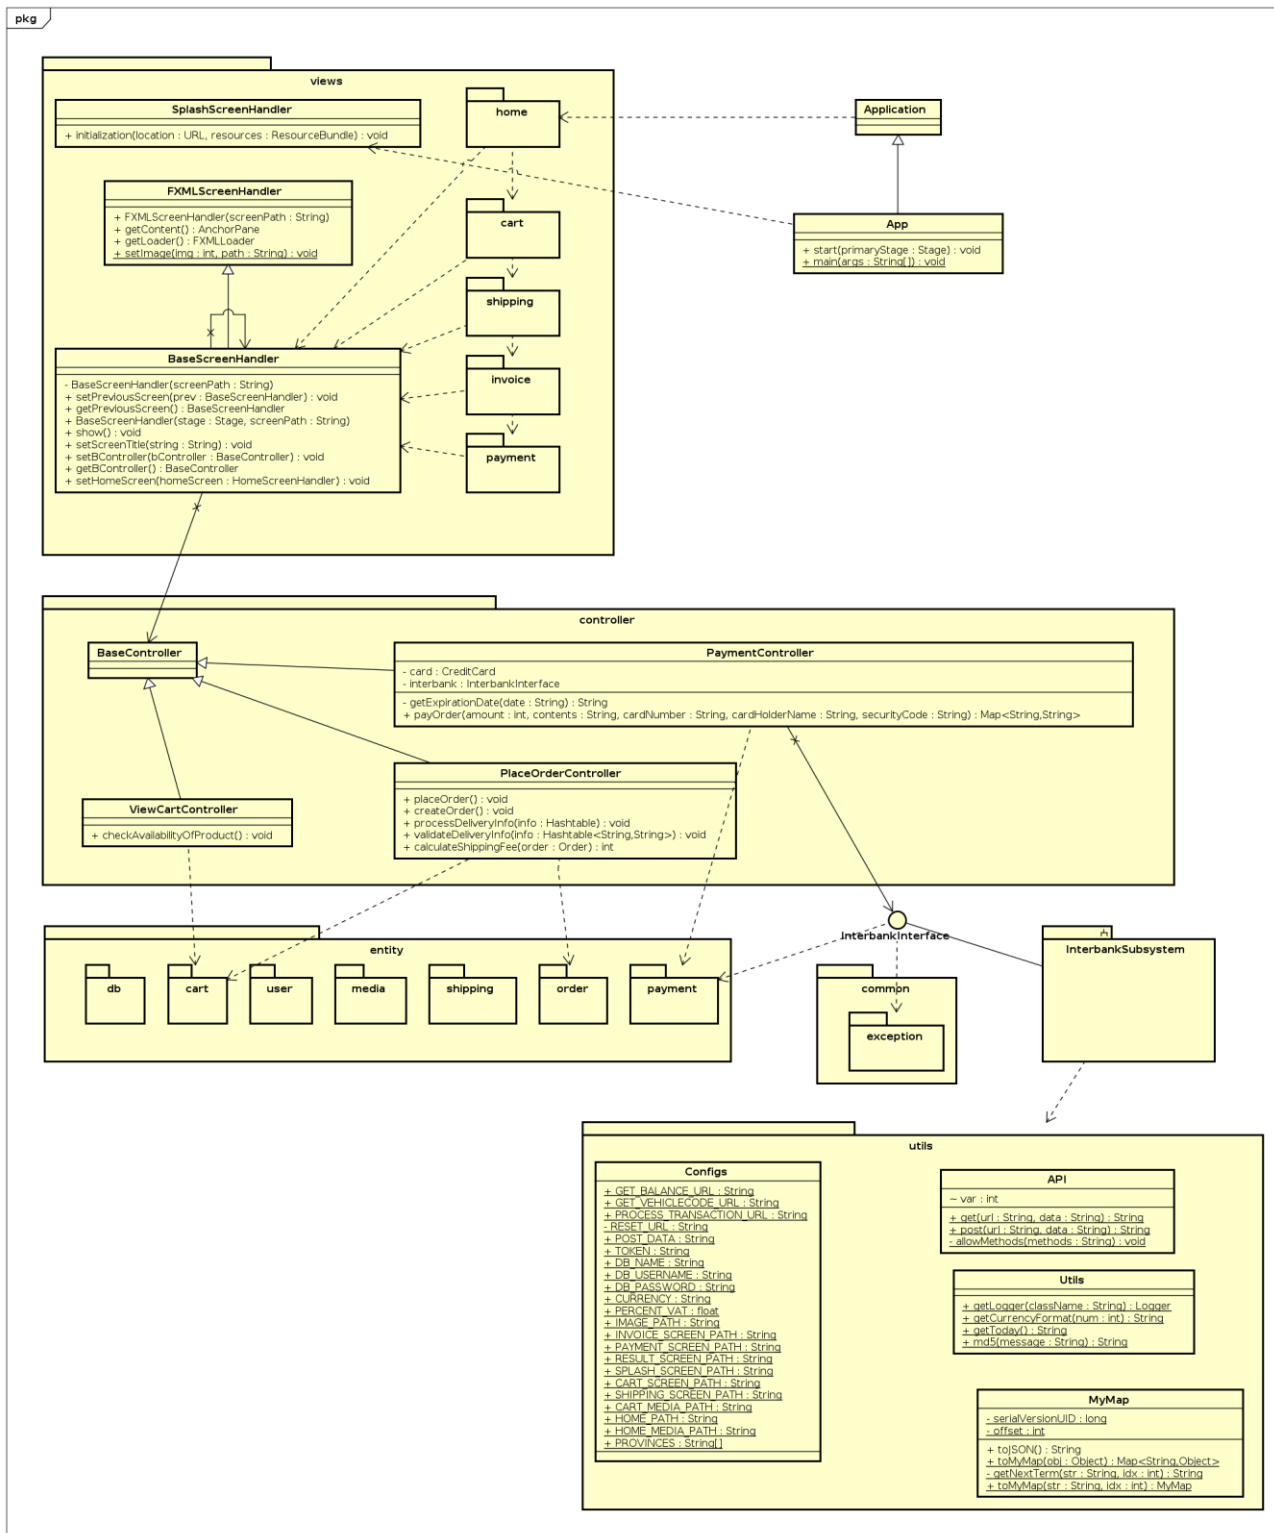 pkg
views
SplashScreenHandler
+ initialization(location : URL, resources : ResourceBundle) : void
home
Application
FXMLScreenHandler
+ FXMLScreenHandler(screenPath : String)
+ getContent() : AnchorPane
+ getLoader() : FXMLLoader
+ setImage(img : int, path : String) : void
cart
App
+ start(primaryStage : Stage) : void
+ main(args : String[]) : void
shipping
BaseScreenHandler
- BaseScreenHandler(screenPath : String)
+ setPreviousScreen(prev : BaseScreenHandler) : void
+ getPreviousScreen() : BaseScreenHandler
+ BaseScreenHandler(stage : Stage, screenPath : String)
+ show() : void
+ setScreenTitle(string : String) : void
+ setBController(bController : BaseController) : void
+ getBController() : BaseController
+ setHomeScreen(homeScreen : HomeScreenHandler) : void
invoice
payment
controller
BaseController
PaymentController
- card : CreditCard
- interbank : InterbankInterface
- getExpirationDate(date : String) : String
+ payOrder(amount : int, contents : String, cardNumber : String, cardHolderName : String, securityCode : String) : Map<String,String>
PlaceOrderController
+ placeOrder() : void
+ createOrder() : void
+ processDeliveryInfo(info : Hashtable) : void
+ validateDeliveryInfo(info : Hashtable<String,String>) : void
+ calculateShippingFee(order : Order) : int
ViewCartController
+ checkAvailabilityOfProduct() : void
InterbankInterface
InterbankSubsystem
entity
db
cart
user
media
shipping
order
payment
common
exception
utils
Configs
+ GET_BALANCE_URL : String
+ GET_VEHICLECODE_URL : String
+ PROCESS_TRANSACTION_URL : String
- RESET_URL : String
+ POST_DATA : String
+ TOKEN : String
+ DB_NAME : String
+ DB_USERNAME : String
+ DB_PASSWORD : String
+ CURRENCY : String
+ PERCENT_VAT : float
+ IMAGE_PATH : String
+ INVOICE_SCREEN_PATH : String
+ PAYMENT_SCREEN_PATH : String
+ RESULT_SCREEN_PATH : String
+ SPLASH_SCREEN_PATH : String
+ CART_SCREEN_PATH : String
+ SHIPPING_SCREEN_PATH : String
+ CART_MEDIA_PATH : String
+ HOME_PATH : String
+ HOME_MEDIA_PATH : String
+ PROVINCES : String[]
API
~ var : int
+ get(url : String, data : String) : String
+ post(url : String, data : String) : String
- allowMethods(methods : String) : void
Utils
+ getLogger(className : String) : Logger
+ getCurrencyFormat(num : int) : String
+ getToday() : String
+ md5(message : String) : String
MyMap
- serialVersionUID : long
- offset : int
+ toJSON() : String
+ toMyMap(obj : Object) : Map<String,Object>
- getNextTerm(str : String, idx : int) : String
+ toMyMap(str : String, idx : int) : MyMap